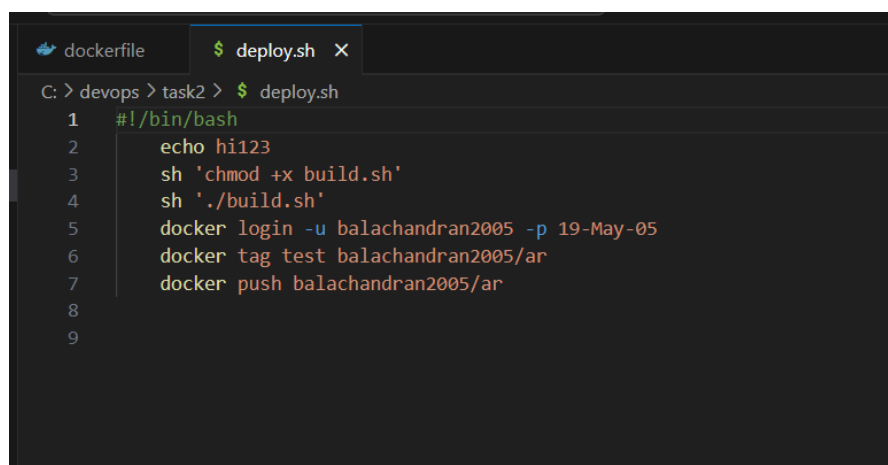 dockerfile $ deploy.sh ×
C: > devops > task2 > $ deploy.sh
1 #!/bin/bash
2 echo hi123
3 sh 'chmod +x build.sh'
4 sh './build.sh'
5 docker login -u balachandran2005 -p 19-May-05
6 docker tag test balachandran2005/ar
7 docker push balachandran2005/ar
8
9